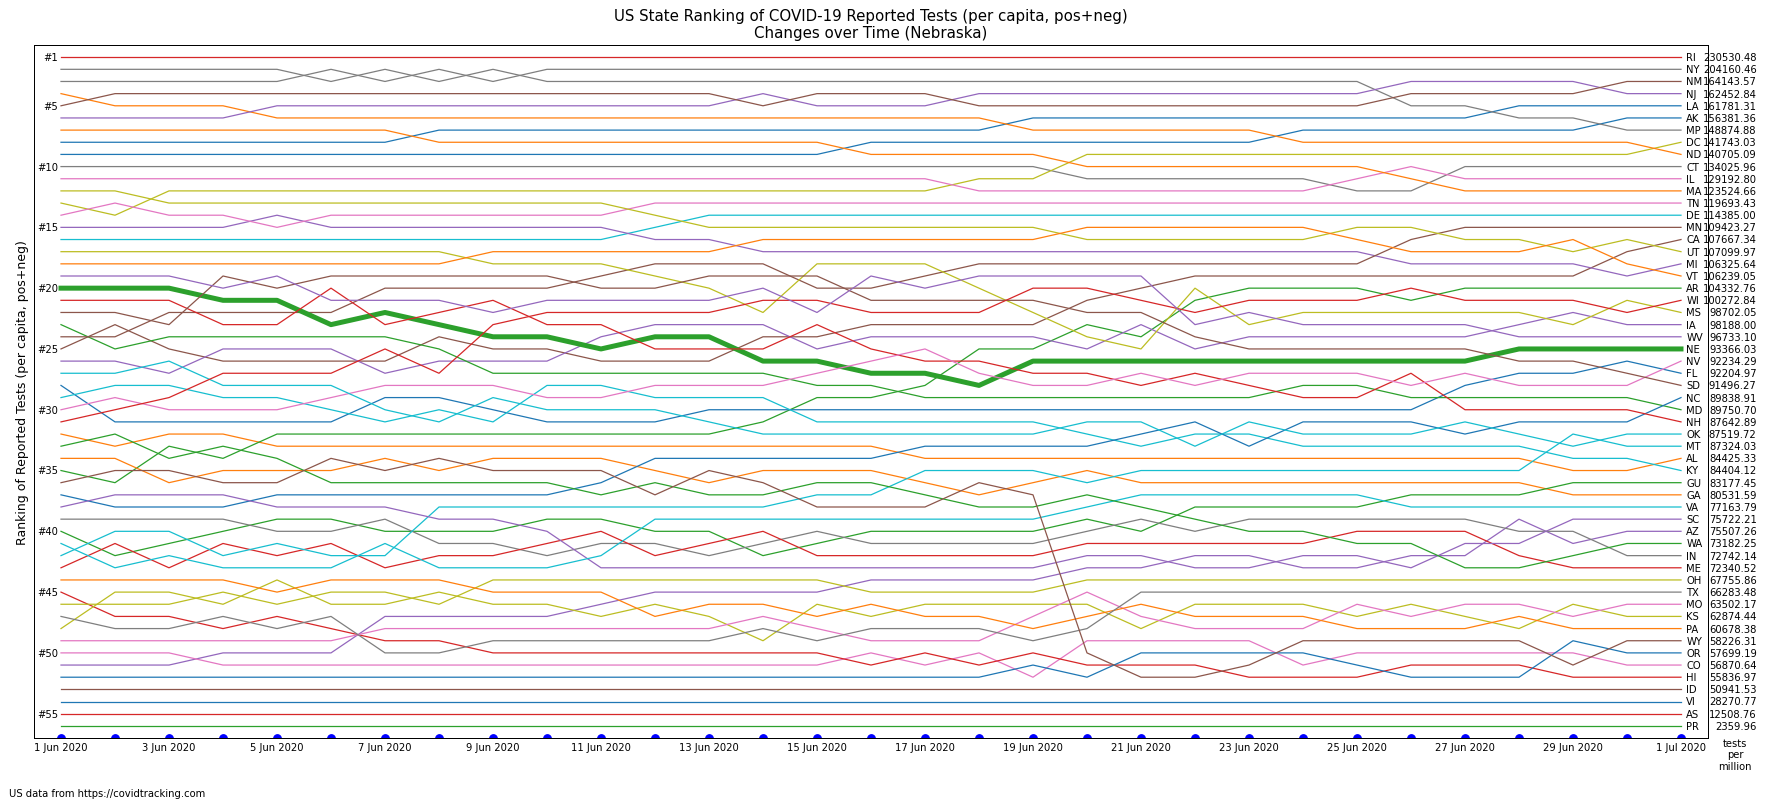 US State Ranking of COVID-19 Reported Tests (per capita, pos+neg)
Changes over Time (Nebraska)
Ranking of Reported Tests (per capita, pos+neg)
#1
#5
#10
#15
#20
#25
#30
#35
#40
#45
#50
#55
RI 230530.48
NY 204160.46
NM 164143.57
NJ 162452.84
LA 161781.31
AK 156381.36
MP 148874.88
DC 141743.03
ND 140705.09
CT 134025.96
IL 129192.80
MA 123524.66
TN 119693.43
DE 114385.00
MN 109423.27
CA 107667.34
UT 107099.97
MI 106325.64
VT 106239.05
AR 104332.76
WI 100272.84
MS 98702.05
IA 98188.00
WV 96733.10
NE 93366.03
NV 92234.29
FL 92204.97
SD 91496.27
NC 89838.91
MD 89750.70
NH 87642.89
OK 87519.72
MT 87324.03
AL 84425.33
KY 84404.12
GU 83177.45
GA 80531.59
VA 77163.79
SC 75722.21
AZ 75507.26
WA 73182.25
IN 72742.14
ME 72340.52
OH 67755.86
TX 66283.48
MO 63502.17
KS 62874.44
PA 60678.38
WY 58226.31
OR 57699.19
CO 56870.64
HI 55836.97
ID 50941.53
VI 28270.77
AS 12508.76
PR 2359.96
1 Jun 2020 3 Jun 2020 5 Jun 2020 7 Jun 2020 9 Jun 2020 11 Jun 2020 13 Jun 2020 15 Jun 2020 17 Jun 2020 19 Jun 2020 21 Jun 2020 23 Jun 2020 25 Jun 2020 27 Jun 2020 29 Jun 2020 1 Jul 2020
tests
per
million
US data from https://covidtracking.com